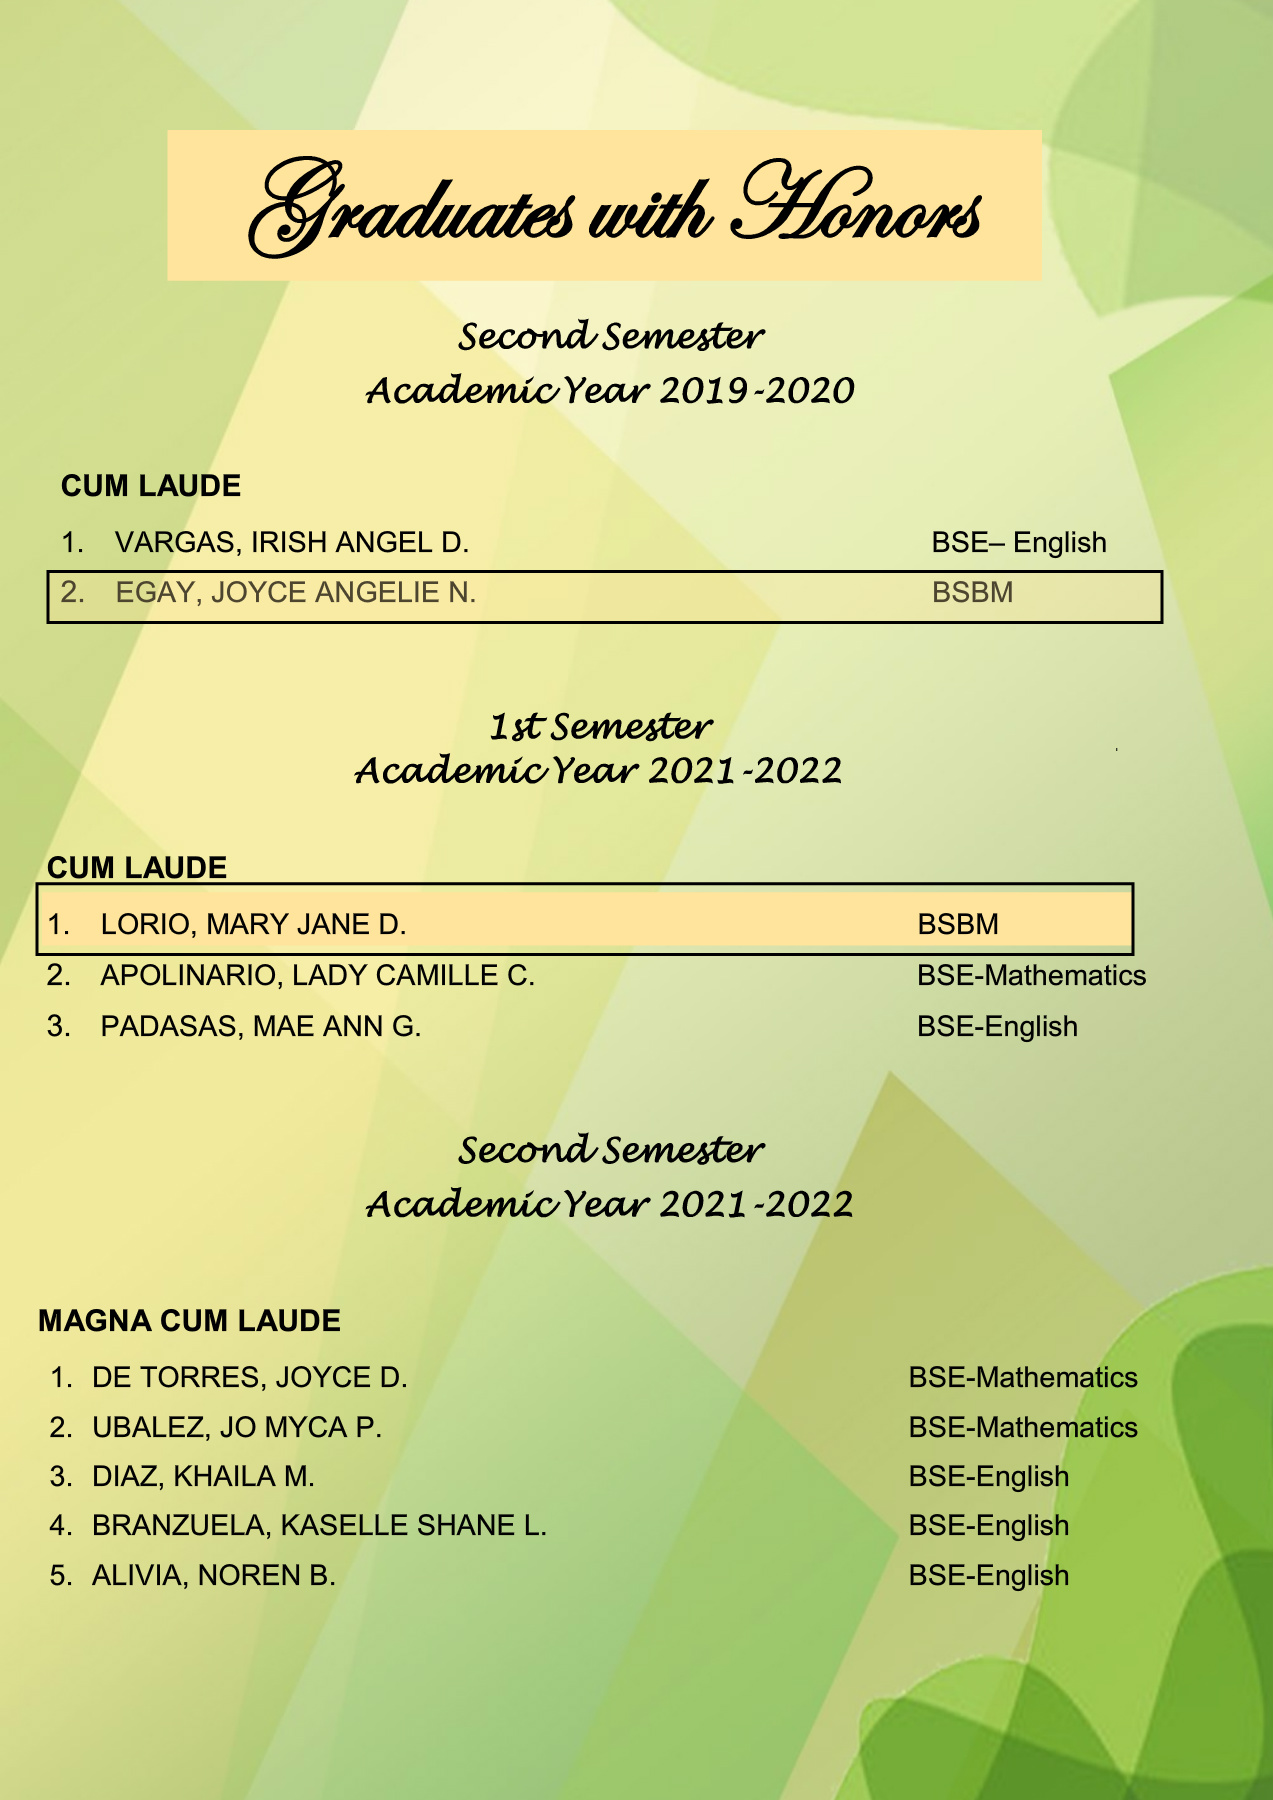 Graduates with Honors
Second Semester
Academic Year 2019-2020
CUM LAUDE
1. VARGAS, IRISH ANGEL D. BSE– English
2. EGAY, JOYCE ANGELIE N. BSBM
1st Semester
Academic Year 2021-2022
CUM LAUDE
1. LORIO, MARY JANE D. BSBM
2. APOLINARIO, LADY CAMILLE C. BSE-Mathematics
3. PADASAS, MAE ANN G. BSE-English
Second Semester
Academic Year 2021-2022
MAGNA CUM LAUDE
1. DE TORRES, JOYCE D. BSE-Mathematics
2. UBALEZ, JO MYCA P. BSE-Mathematics
3. DIAZ, KHAILA M. BSE-English
4. BRANZUELA, KASELLE SHANE L. BSE-English
5. ALIVIA, NOREN B. BSE-English